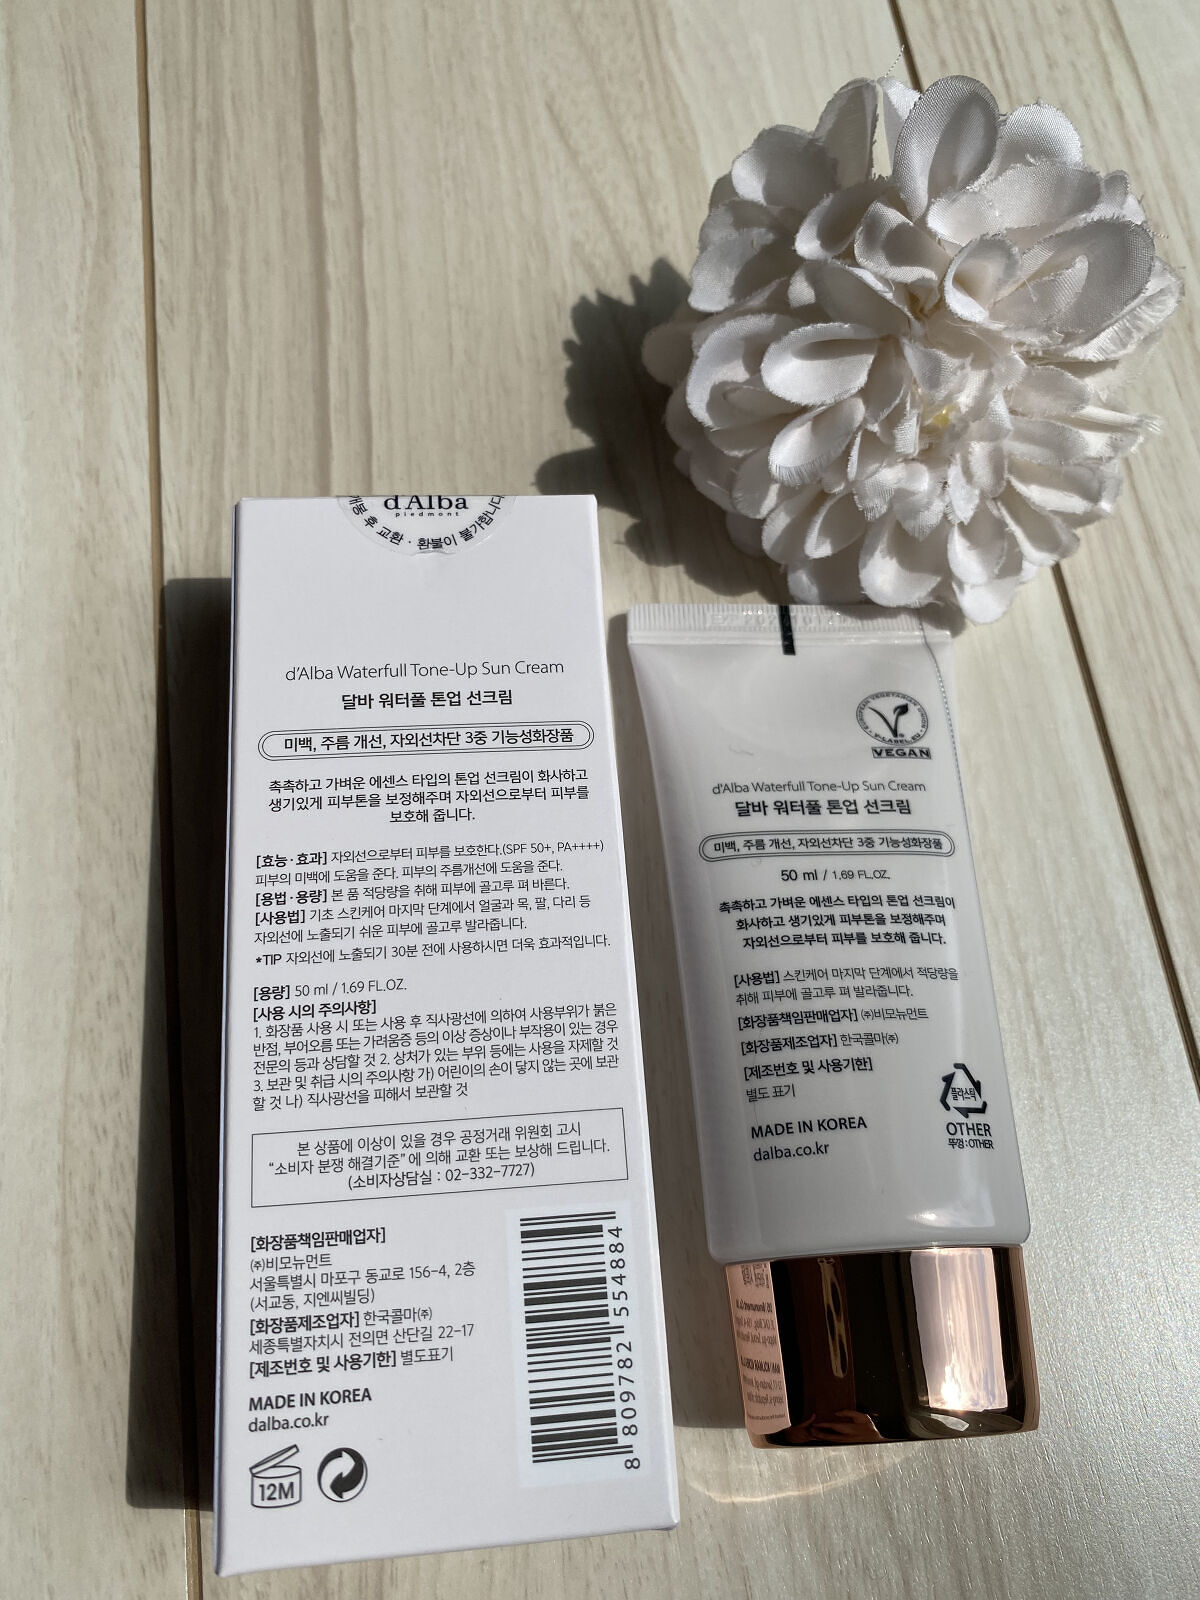 d'Alba
piedmont
개봉 후 교환 · 환불이 불가합니다
d'Alba Waterfull Tone-Up Sun Cream
달바 워터풀 톤업 선크림
미백, 주름 개선, 자외선차단 3중 기능성화장품
촉촉하고 가벼운 에센스 타입의 톤업 선크림이 화사하고
생기있게 피부톤을 보정해주며 자외선으로부터 피부를
보호해 줍니다.
[효능·효과] 자외선으로부터 피부를 보호한다.(SPF 50+, PA++++)
피부의 미백에 도움을 준다. 피부의 주름개선에 도움을 준다.
[용법·용량] 본 품 적당량을 취해 피부에 골고루 펴 바른다.
[사용법] 기초 스킨케어 마지막 단계에서 얼굴과 목, 팔, 다리 등
자외선에 노출되기 쉬운 피부에 골고루 발라줍니다.
*TIP 자외선에 노출되기 30분 전에 사용하시면 더욱 효과적입니다.
[용량] 50 ml / 1.69 FL.OZ.
[사용 시의 주의사항]
1. 화장품 사용 시 또는 사용 후 직사광선에 의하여 사용부위가 붉은
반점, 부어오름 또는 가려움증 등의 이상 증상이나 부작용이 있는 경우
전문의 등과 상담할 것 2. 상처가 있는 부위 등에는 사용을 자제할 것
3. 보관 및 취급 시의 주의사항 가) 어린이의 손이 닿지 않는 곳에 보관
할 것 나) 직사광선을 피해서 보관할 것
본 상품에 이상이 있을 경우 공정거래 위원회 고시
"소비자 분쟁 해결기준"에 의해 교환 또는 보상해 드립니다.
(소비자상담실 : 02-332-7727)
[화장품책임판매업자]
㈜비모뉴먼트
서울특별시 마포구 동교로 156-4, 2층
(서교동, 지엔씨빌딩)
[화장품제조업자] 한국콜마㈜
세종특별자치시 전의면 산단길 22-17
[제조번호 및 사용기한] 별도표기
MADE IN KOREA
dalba.co.kr
12M
8 809782 554884
EUROPEAN VEGETARIAN UNION
V-LABEL.EU
VEGAN
d'Alba Waterfull Tone-Up Sun Cream
달바 워터풀 톤업 선크림
미백, 주름 개선, 자외선차단 3중 기능성화장품
50 ml / 1.69 FL.OZ.
촉촉하고 가벼운 에센스 타입의 톤업 선크림이
화사하고 생기있게 피부톤을 보정해주며
자외선으로부터 피부를 보호해 줍니다.
[사용법] 스킨케어 마지막 단계에서 적당량을
취해 피부에 골고루 펴 발라줍니다.
[화장품책임판매업자] ㈜비모뉴먼트
[화장품제조업자] 한국콜마㈜
[제조번호 및 사용기한]
별도 표기
MADE IN KOREA
dalba.co.kr
플라스틱
OTHER
뚜껑 : OTHER